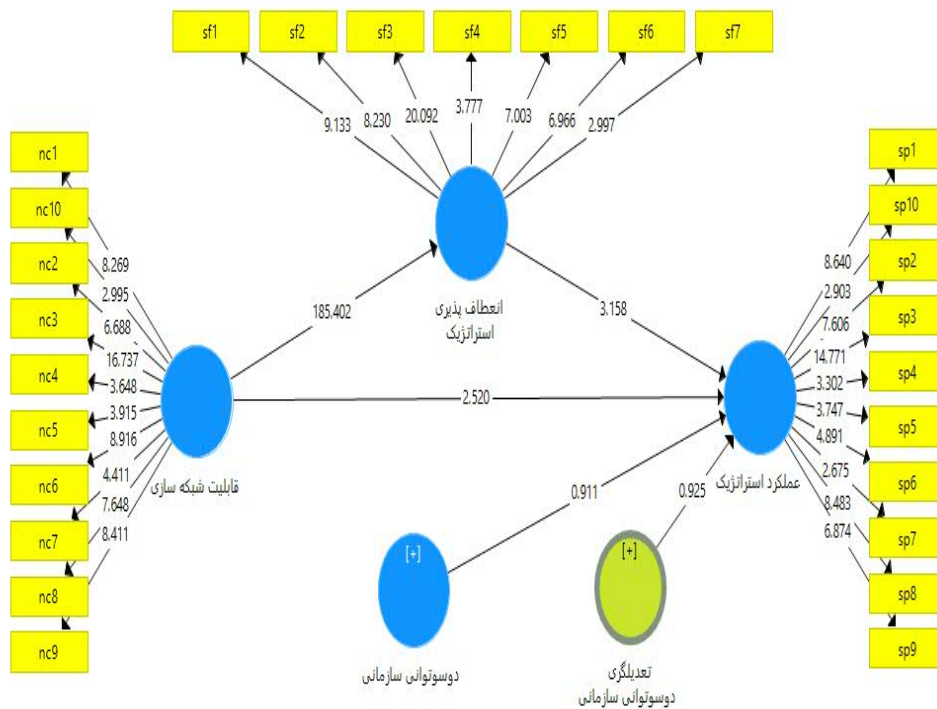 sf1 sf2 sf3 sf4 sf5 sf6 sf7
9.133 8.230 20.092 3.777 7.003 6.966 2.997
انعطاف پذیری
استراتژیک
nc1
nc10
nc2
nc3
nc4
nc5
nc6
nc7
nc8
nc9
8.269
2.995
6.688
16.737
3.648
3.915
8.916
4.411
7.648
8.411
قابلیت شبکه سازی
185.402
3.158
2.520
0.911
0.925
[+]
دوسوتوانی سازمانی
[+]
تعدیلگری
دوسوتوانی سازمانی
عملکرد استراتژیک
8.640
2.903
7.606
14.771
3.302
3.747
4.891
2.675
8.483
6.874
sp1
sp10
sp2
sp3
sp4
sp5
sp6
sp7
sp8
sp9